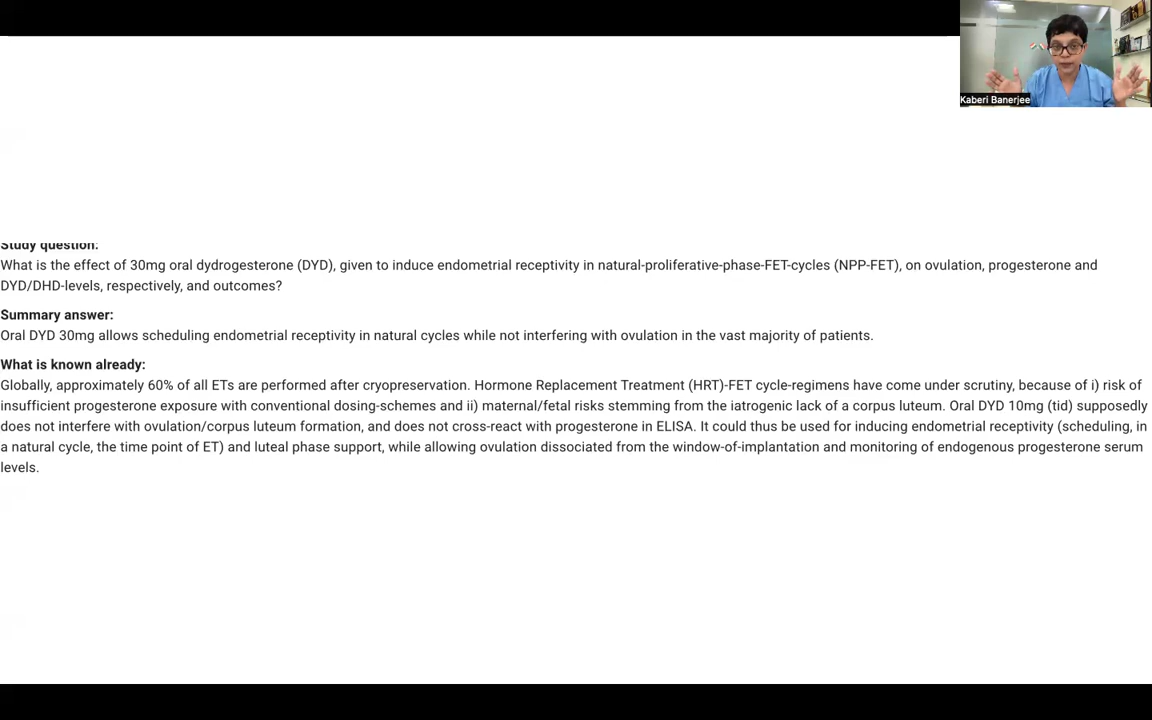 Kaberi Banerjee
Study question:
What is the effect of 30mg oral dydrogesterone (DYD), given to induce endometrial receptivity in natural-proliferative-phase-FET-cycles (NPP-FET), on ovulation, progesterone and
DYD/DHD-levels, respectively, and outcomes?
Summary answer:
Oral DYD 30mg allows scheduling endometrial receptivity in natural cycles while not interfering with ovulation in the vast majority of patients.
What is known already:
Globally, approximately 60% of all ETs are performed after cryopreservation. Hormone Replacement Treatment (HRT)-FET cycle-regimens have come under scrutiny, because of i) risk of
insufficient progesterone exposure with conventional dosing-schemes and ii) maternal/fetal risks stemming from the iatrogenic lack of a corpus luteum. Oral DYD 10mg (tid) supposedly
does not interfere with ovulation/corpus luteum formation, and does not cross-react with progesterone in ELISA. It could thus be used for inducing endometrial receptivity (scheduling, in
a natural cycle, the time point of ET) and luteal phase support, while allowing ovulation dissociated from the window-of-implantation and monitoring of endogenous progesterone serum
levels.